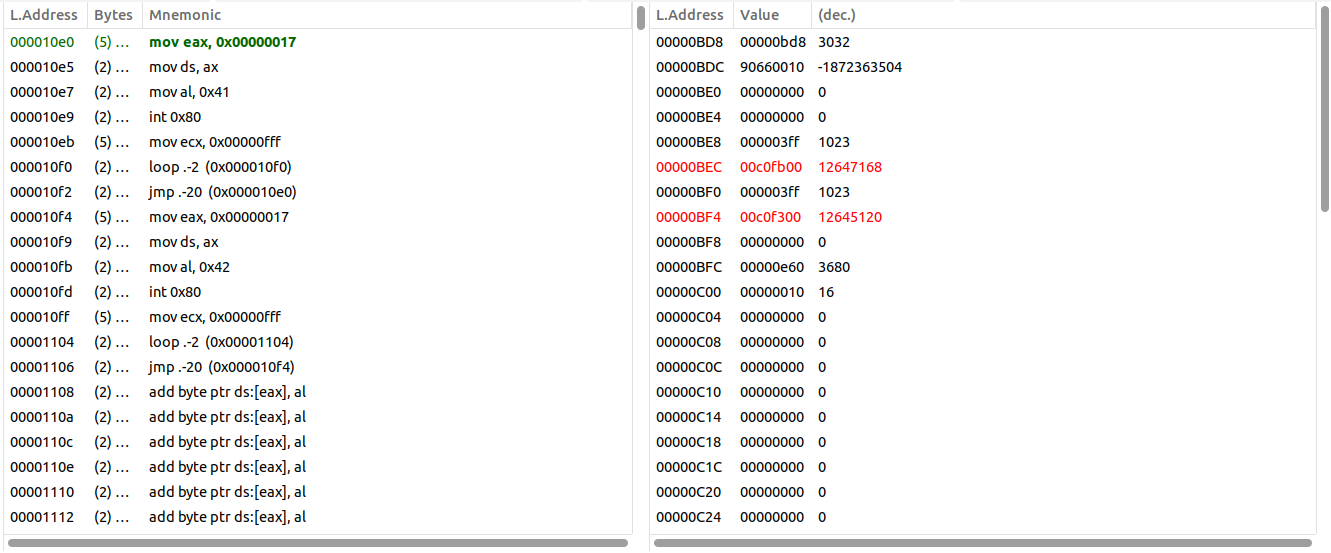 L.Address Bytes Mnemonic L.Address Value (dec.)
000010e0 (5) ... mov eax, 0x00000017 00000BD8 00000bd8 3032
000010e5 (2) ... mov ds, ax 00000BDC 90660010 -1872363504
000010e7 (2) ... mov al, 0x41 00000BE0 00000000 0
000010e9 (2) ... int 0x80 00000BE4 00000000 0
000010eb (5) ... mov ecx, 0x00000fff 00000BE8 000003ff 1023
000010f0 (2) ... loop .-2 (0x000010f0) 00000BEC 00c0fb00 12647168
000010f2 (2) ... jmp .-20 (0x000010e0) 00000BF0 000003ff 1023
000010f4 (5) ... mov eax, 0x00000017 00000BF4 00c0f300 12645120
000010f9 (2) ... mov ds, ax 00000BF8 00000000 0
000010fb (2) ... mov al, 0x42 00000BFC 00000e60 3680
000010fd (2) ... int 0x80 00000C00 00000010 16
000010ff (5) ... mov ecx, 0x00000fff 00000C04 00000000 0
00001104 (2) ... loop .-2 (0x00001104) 00000C08 00000000 0
00001106 (2) ... jmp .-20 (0x000010f4) 00000C0C 00000000 0
00001108 (2) ... add byte ptr ds:[eax], al 00000C10 00000000 0
0000110a (2) ... add byte ptr ds:[eax], al 00000C14 00000000 0
0000110c (2) ... add byte ptr ds:[eax], al 00000C18 00000000 0
0000110e (2) ... add byte ptr ds:[eax], al 00000C1C 00000000 0
00001110 (2) ... add byte ptr ds:[eax], al 00000C20 00000000 0
00001112 (2) ... add byte ptr ds:[eax], al 00000C24 00000000 0